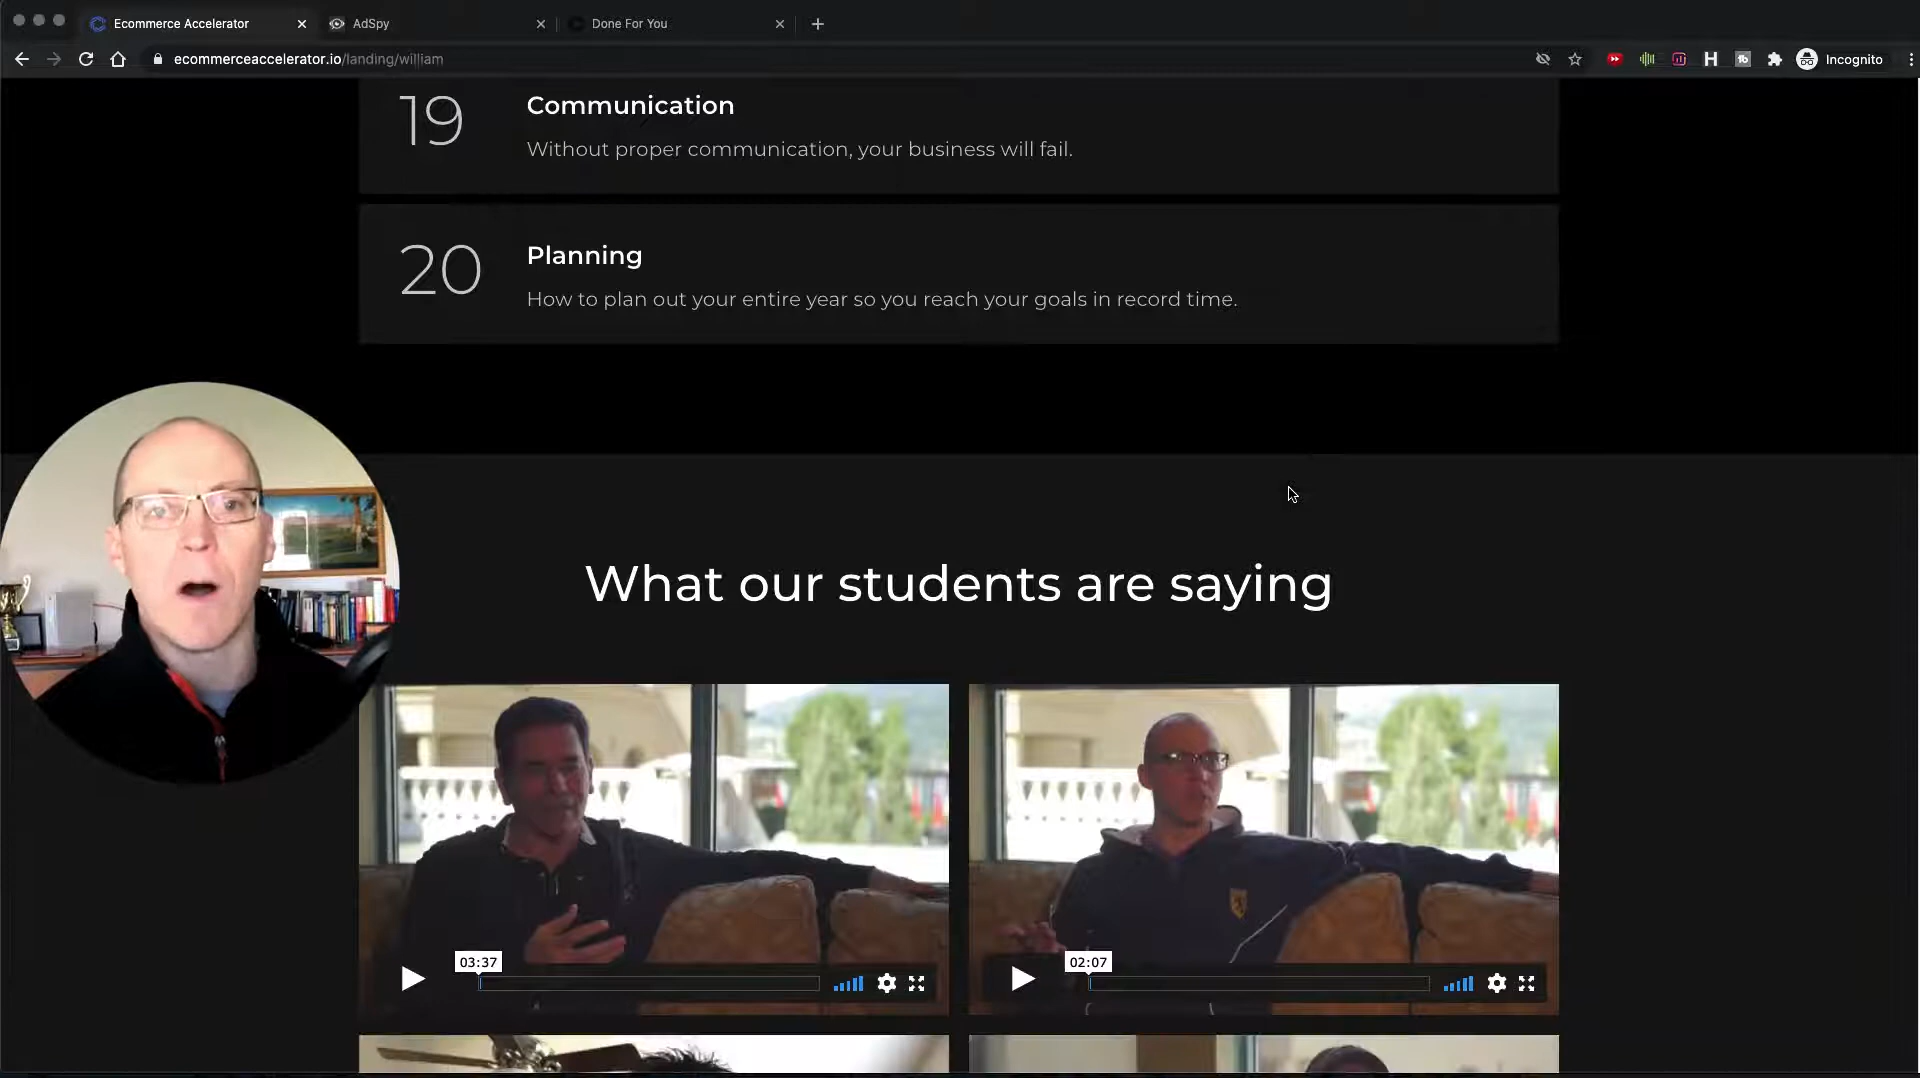 Ecommerce Accelerator
AdSpy
Done For You
ecommerceaccelerator.io/landing/william
Incognito
19
Communication
Without proper communication, your business will fail.
20
Planning
How to plan out your entire year so you reach your goals in record time.
What our students are saying
03:37
02:07